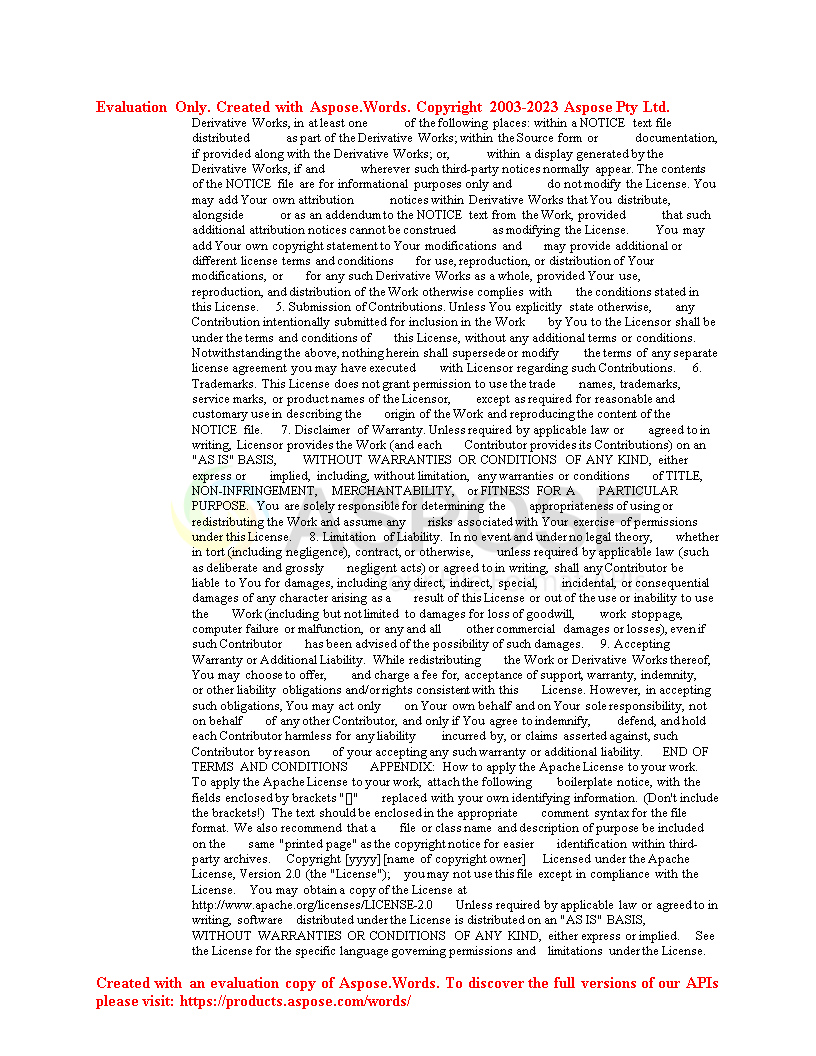 Evaluation Only. Created with Aspose.Words. Copyright 2003-2023 Aspose Pty Ltd.
Derivative Works, in at least one of the following places: within a NOTICE text file
distributed as part of the Derivative Works; within the Source form or documentation,
if provided along with the Derivative Works; or, within a display generated by the
Derivative Works, if and wherever such third-party notices normally appear. The contents
of the NOTICE file are for informational purposes only and do not modify the License. You
may add Your own attribution notices within Derivative Works that You distribute,
alongside or as an addendum to the NOTICE text from the Work, provided that such
additional attribution notices cannot be construed as modifying the License. You may
add Your own copyright statement to Your modifications and may provide additional or
different license terms and conditions for use, reproduction, or distribution of Your
modifications, or for any such Derivative Works as a whole, provided Your use,
reproduction, and distribution of the Work otherwise complies with the conditions stated in
this License. 5. Submission of Contributions. Unless You explicitly state otherwise, any
Contribution intentionally submitted for inclusion in the Work by You to the Licensor shall be
under the terms and conditions of this License, without any additional terms or conditions.
Notwithstanding the above, nothing herein shall supersede or modify the terms of any separate
license agreement you may have executed with Licensor regarding such Contributions. 6.
Trademarks. This License does not grant permission to use the trade names, trademarks,
service marks, or product names of the Licensor, except as required for reasonable and
customary use in describing the origin of the Work and reproducing the content of the
NOTICE file. 7. Disclaimer of Warranty. Unless required by applicable law or agreed to in
writing, Licensor provides the Work (and each Contributor provides its Contributions) on an
"AS IS" BASIS, WITHOUT WARRANTIES OR CONDITIONS OF ANY KIND, either
express or implied, including, without limitation, any warranties or conditions of TITLE,
NON-INFRINGEMENT, MERCHANTABILITY, or FITNESS FOR A PARTICULAR
PURPOSE. You are solely responsible for determining the appropriateness of using or
redistributing the Work and assume any risks associated with Your exercise of permissions
under this License. 8. Limitation of Liability. In no event and under no legal theory, whether
in tort (including negligence), contract, or otherwise, unless required by applicable law (such
as deliberate and grossly negligent acts) or agreed to in writing, shall any Contributor be
liable to You for damages, including any direct, indirect, special, incidental, or consequential
damages of any character arising as a result of this License or out of the use or inability to use
the Work (including but not limited to damages for loss of goodwill, work stoppage,
computer failure or malfunction, or any and all other commercial damages or losses), even if
such Contributor has been advised of the possibility of such damages. 9. Accepting
Warranty or Additional Liability. While redistributing the Work or Derivative Works thereof,
You may choose to offer, and charge a fee for, acceptance of support, warranty, indemnity,
or other liability obligations and/or rights consistent with this License. However, in accepting
such obligations, You may act only on Your own behalf and on Your sole responsibility, not
on behalf of any other Contributor, and only if You agree to indemnify, defend, and hold
each Contributor harmless for any liability incurred by, or claims asserted against, such
Contributor by reason of your accepting any such warranty or additional liability. END OF
TERMS AND CONDITIONS APPENDIX: How to apply the Apache License to your work.
To apply the Apache License to your work, attach the following boilerplate notice, with the
fields enclosed by brackets "[]" replaced with your own identifying information. (Don't include
the brackets!) The text should be enclosed in the appropriate comment syntax for the file
format. We also recommend that a file or class name and description of purpose be included
on the same "printed page" as the copyright notice for easier identification within third-
party archives. Copyright [yyyy] [name of copyright owner] Licensed under the Apache
License, Version 2.0 (the "License"); you may not use this file except in compliance with the
License. You may obtain a copy of the License at
http://www.apache.org/licenses/LICENSE-2.0 Unless required by applicable law or agreed to in
writing, software distributed under the License is distributed on an "AS IS" BASIS,
WITHOUT WARRANTIES OR CONDITIONS OF ANY KIND, either express or implied. See
the License for the specific language governing permissions and limitations under the License.
ASPOSE
Created with an evaluation copy of Aspose.Words. To discover the full versions of our APIs
please visit: https://products.aspose.com/words/